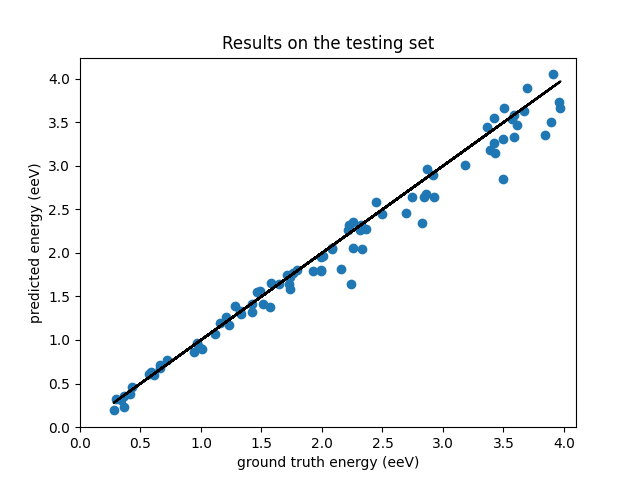 Results on the testing set
predicted energy (eeV)
4.0
3.5
3.0
2.5
2.0
1.5
1.0
0.5
0.0
0.0 0.5 1.0 1.5 2.0 2.5 3.0 3.5 4.0
ground truth energy (eeV)